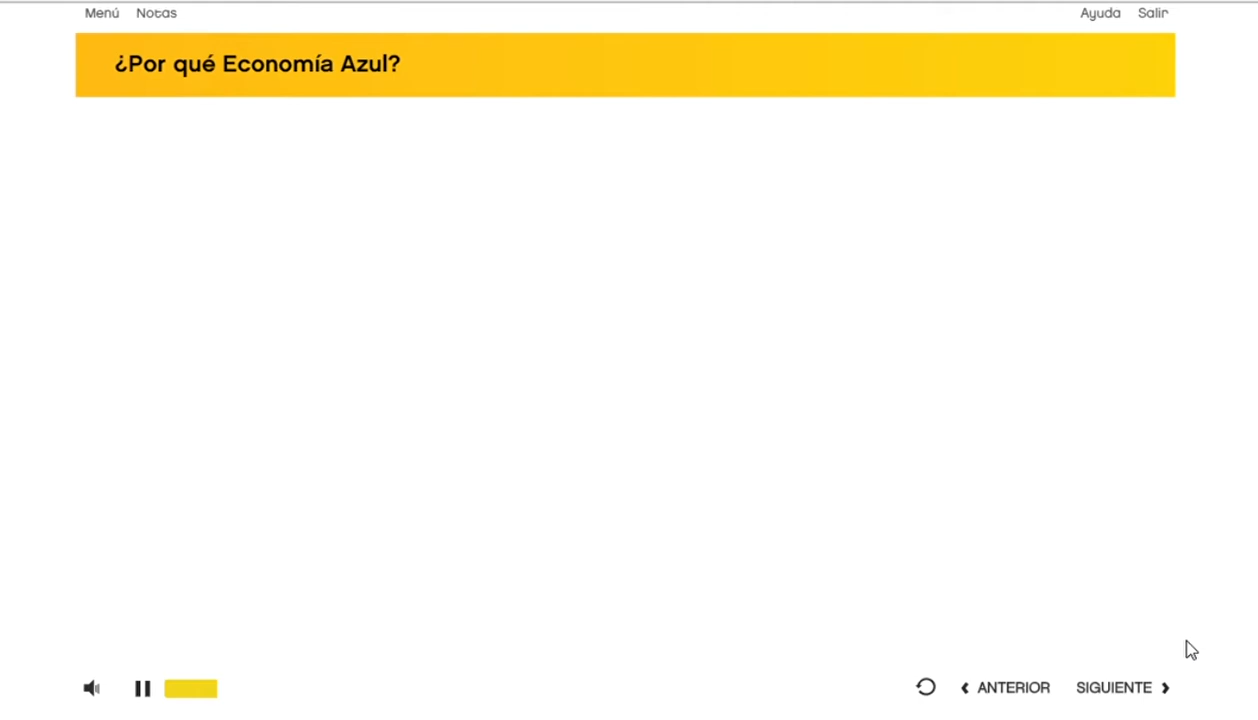 Menú Notas Ayuda Salir
¿Por qué Economía Azul?
ANTERIOR SIGUIENTE